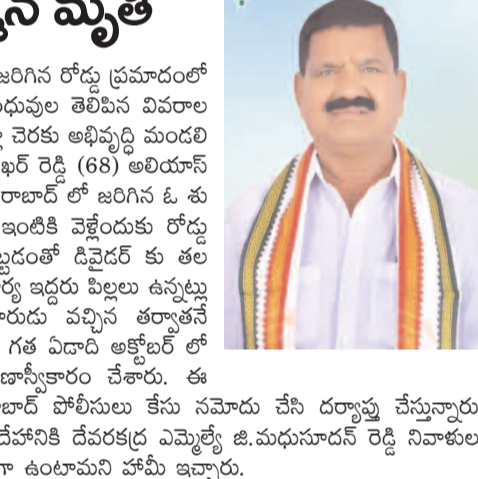 మృతి
జరిగిన రోడ్డు ప్రమాదంలో
ధువుల తెలిపిన వివరాల
చెరకు అభివృద్ధి మండలి
ఖర్ రెడ్డి (68) అలియాస్
రాబాద్ లో జరిగిన ఓ శు
ఇంటికి వెళ్లేందుకు రోడ్డు
ట్టడంతో డివైడర్ కు తల
ర్య ఇద్దరు పిల్లలు ఉన్నట్లు
ారుడు వచ్చిన తర్వాతనే
గత ఏడాది అక్టోబర్ లో
ణాస్వీకారం చేశారు. ఈ
బాద్ పోలీసులు కేసు నమోదు చేసి దర్యాప్తు చేస్తున్నారు
దేహానికి దేవరకద్ర ఎమ్మెల్యే జి.మధుసూదన్ రెడ్డి నివాళుల
గా ఉంటామని హామీ ఇచ్చారు.